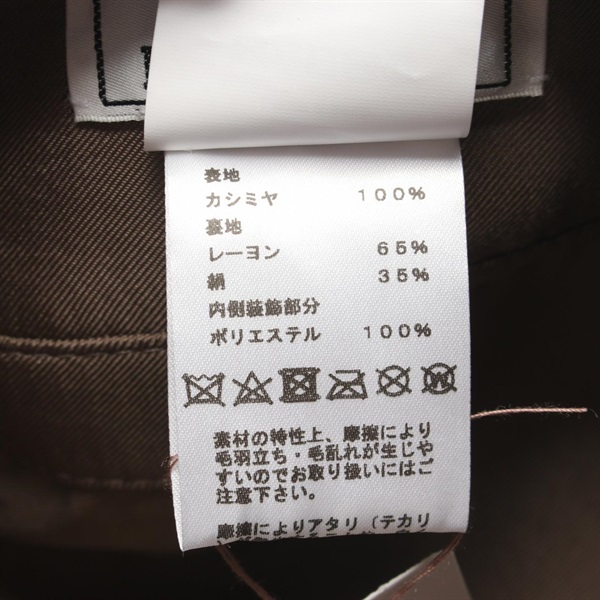 表地
カシミヤ 100%
裏地
レーヨン 65%
絹 35%
内側装飾部分
ポリエステル 100%
W
素材の特性上、摩擦により
毛羽立ち・毛乱れが生じや
すいのでお取り扱いにはご
注意下さい。
摩擦によりアタリ(テカリ